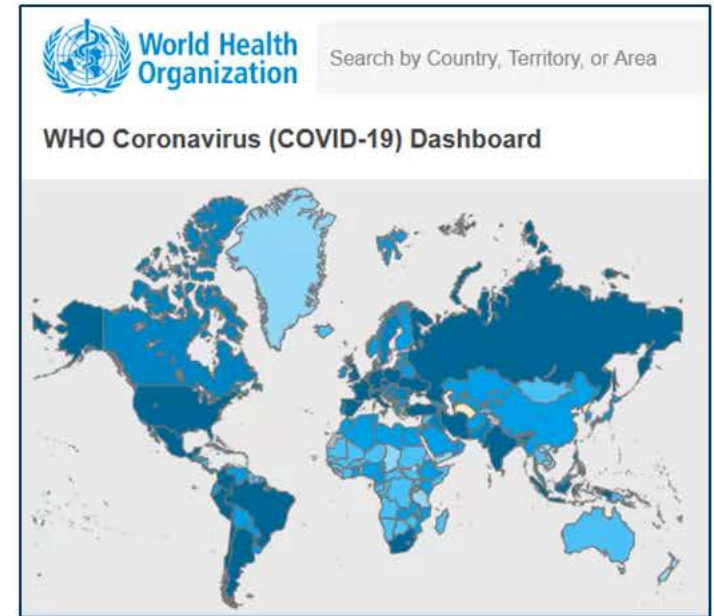 World Health
Organization
Search by Country, Territory, or Area
WHO Coronavirus (COVID-19) Dashboard